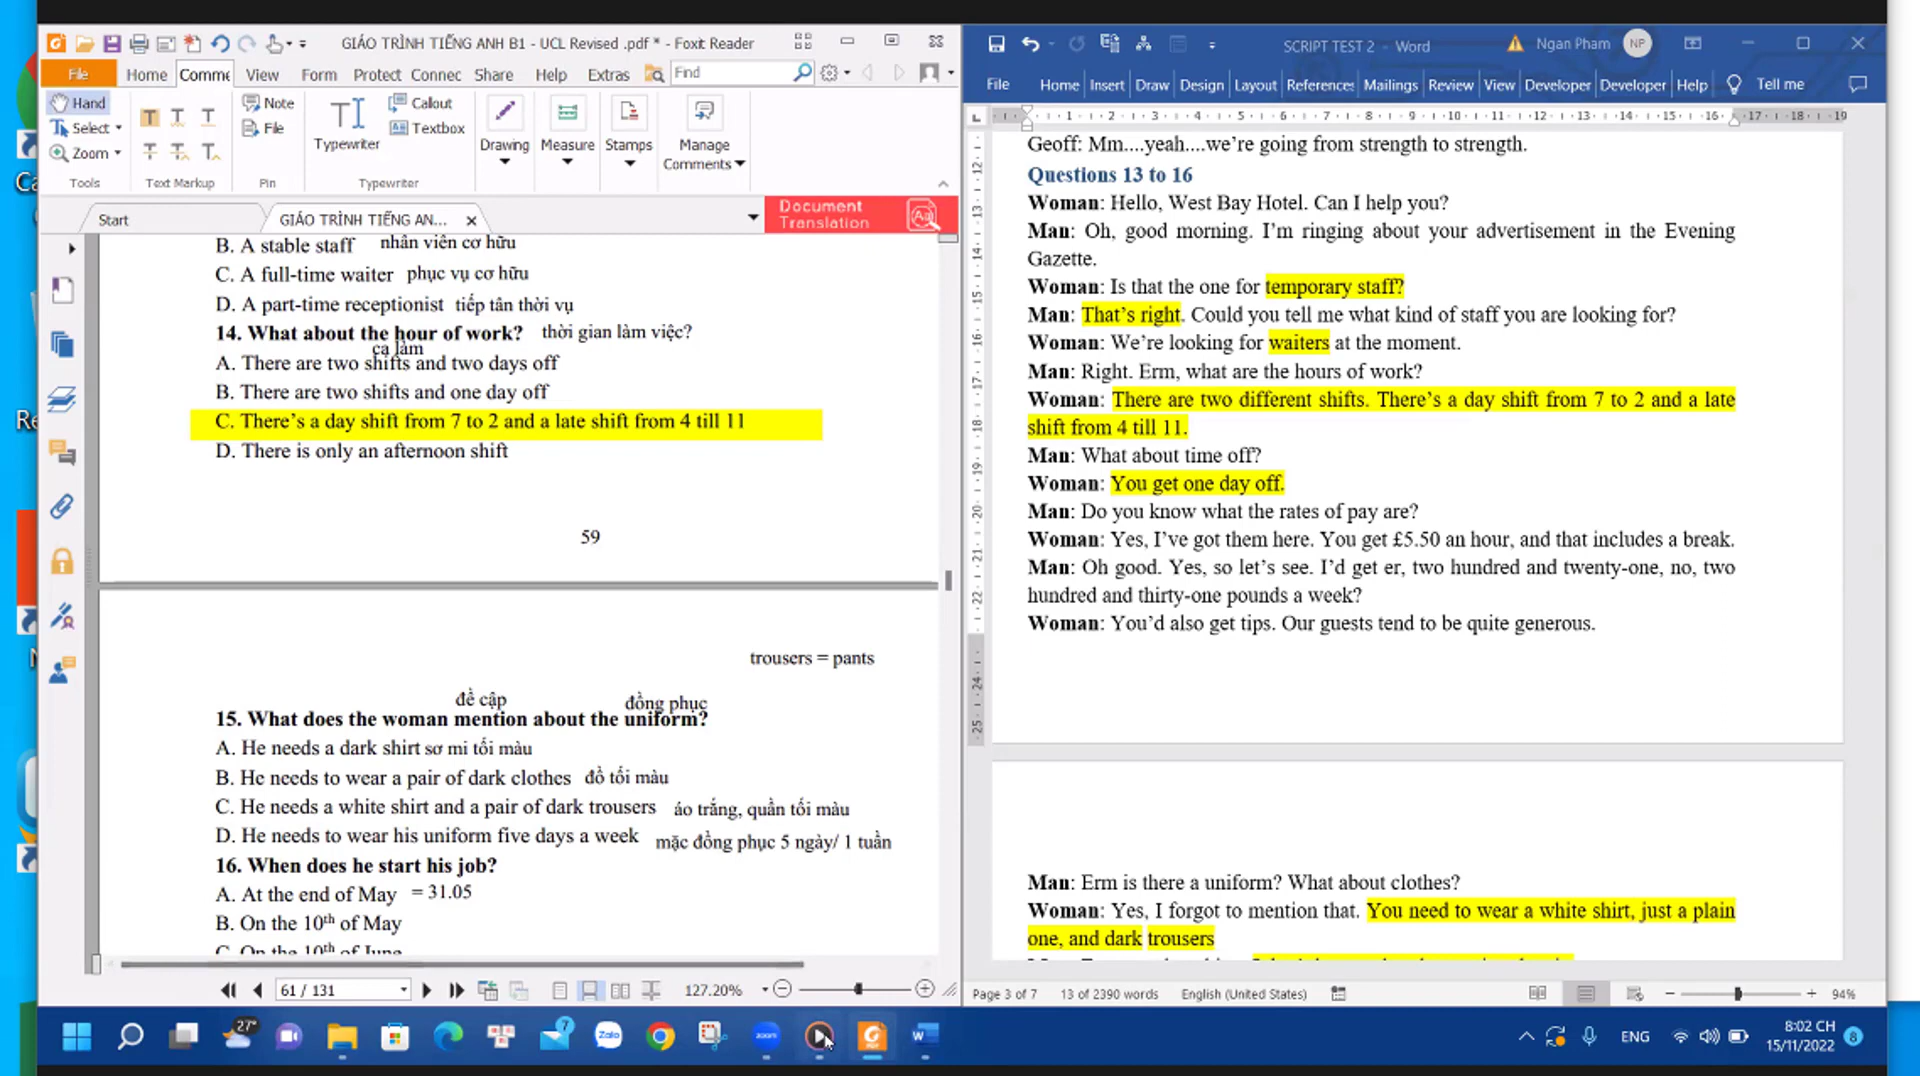 GIÁO TRÌNH TIẾNG ANH B1 - UCL Revised .pdf * - Foxit Reader
File Home Comme View Form Protect Connec Share Help Extras Find
Hand
Select
Zoom
Tools
Text Markup
Note
File
Pin
Typewriter
Callout
Textbox
Typewriter
Drawing
Measure
Stamps
Manage
Comments
Start
GIÁO TRÌNH TIẾNG AN...
Document
Translation
B. A stable staff nhân viên cơ hữu
C. A full-time waiter phục vụ cơ hữu
D. A part-time receptionist tiếp tân thời vụ
14. What about the hour of work? thời gian làm việc?
ca làm
A. There are two shifts and two days off
B. There are two shifts and one day off
C. There's a day shift from 7 to 2 and a late shift from 4 till 11
D. There is only an afternoon shift
59
trousers = pants
đề cập đồng phục
15. What does the woman mention about the uniform?
A. He needs a dark shirt sơ mi tối màu
B. He needs to wear a pair of dark clothes đồ tối màu
C. He needs a white shirt and a pair of dark trousers áo trắng, quần tối màu
D. He needs to wear his uniform five days a week mặc đồng phục 5 ngày/ 1 tuần
16. When does he start his job?
A. At the end of May = 31.05
B. On the 10th of May
C. On the 10th of June
61 / 131
127.20%
SCRIPT TEST 2 - Word
Ngan Pham NP
File Home Insert Draw Design Layout Reference Mailings Review View Developer Developer Help Tell me
Geoff: Mm....yeah....we're going from strength to strength.
Questions 13 to 16
Woman: Hello, West Bay Hotel. Can I help you?
Man: Oh, good morning. I'm ringing about your advertisement in the Evening
Gazette.
Woman: Is that the one for temporary staff?
Man: That's right. Could you tell me what kind of staff you are looking for?
Woman: We're looking for waiters at the moment.
Man: Right. Erm, what are the hours of work?
Woman: There are two different shifts. There's a day shift from 7 to 2 and a late
shift from 4 till 11.
Man: What about time off?
Woman: You get one day off.
Man: Do you know what the rates of pay are?
Woman: Yes, I've got them here. You get £5.50 an hour, and that includes a break.
Man: Oh good. Yes, so let's see. I'd get er, two hundred and twenty-one, no, two
hundred and thirty-one pounds a week?
Woman: You'd also get tips. Our guests tend to be quite generous.
Man: Erm is there a uniform? What about clothes?
Woman: Yes, I forgot to mention that. You need to wear a white shirt, just a plain
one, and dark trousers
Page 3 of 7 13 of 2390 words English (United States) 94%
27°
7
Zalo
zoom
ENG
8:02 CH
15/11/2022
8